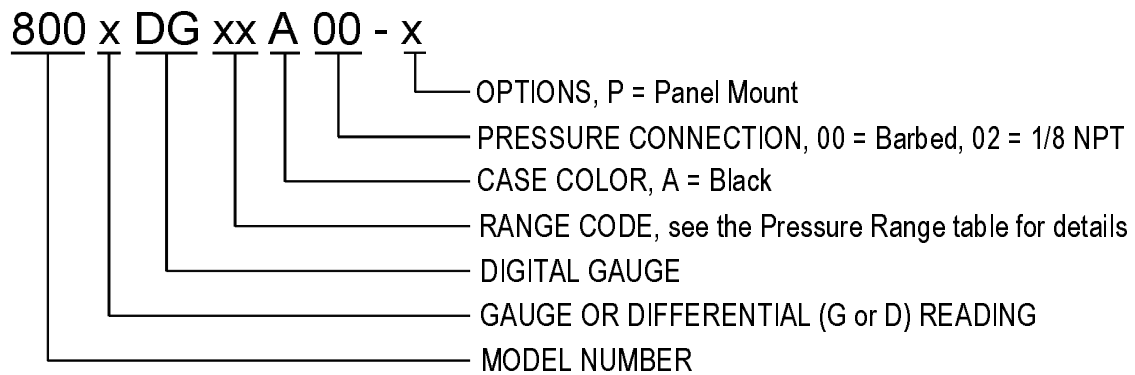 800 x DG xx A 00 - x
OPTIONS, P = Panel Mount
PRESSURE CONNECTION, 00 = Barbed, 02 = 1/8 NPT
CASE COLOR, A = Black
RANGE CODE, see the Pressure Range table for details
DIGITAL GAUGE
GAUGE OR DIFFERENTIAL (G or D) READING
MODEL NUMBER